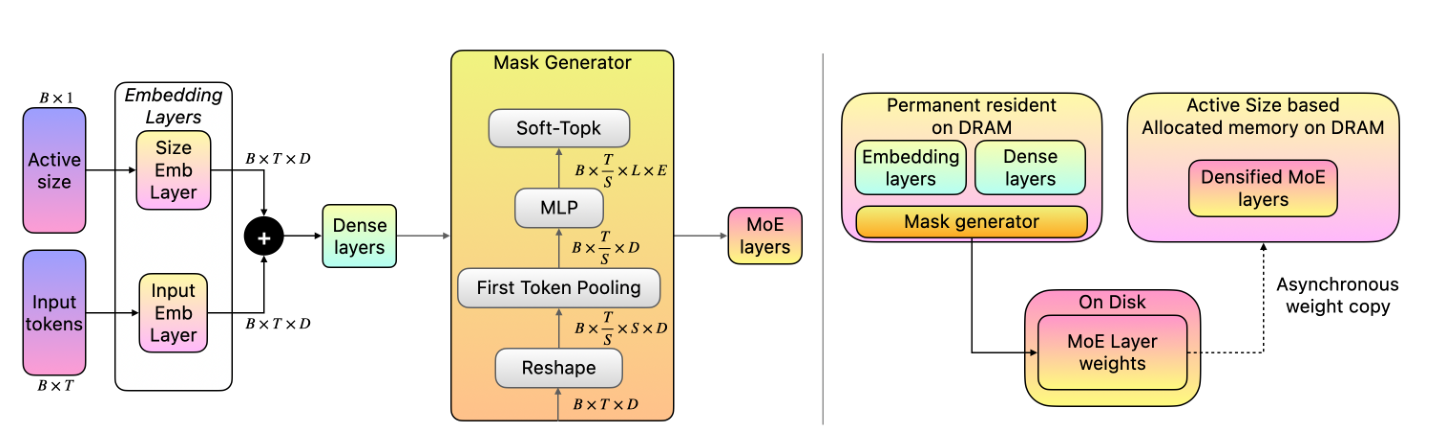 B × 1
Active
size
Input
tokens
B × T
Embedding
Layers
Size
Emb
Layer
Input
Emb
Layer
B × T × D
+
B × T × D
Dense
layers
Mask Generator
Soft-Topk
B × T/S × L × E
MLP
B × T/S × D
First Token Pooling
B × T/S × S × D
Reshape
B × T × D
MoE
layers
Permanent resident
on DRAM
Embedding
layers
Dense
layers
Mask generator
Active Size based
Allocated memory on DRAM
Densified MoE
layers
On Disk
MoE Layer
weights
Asynchronous
weight copy